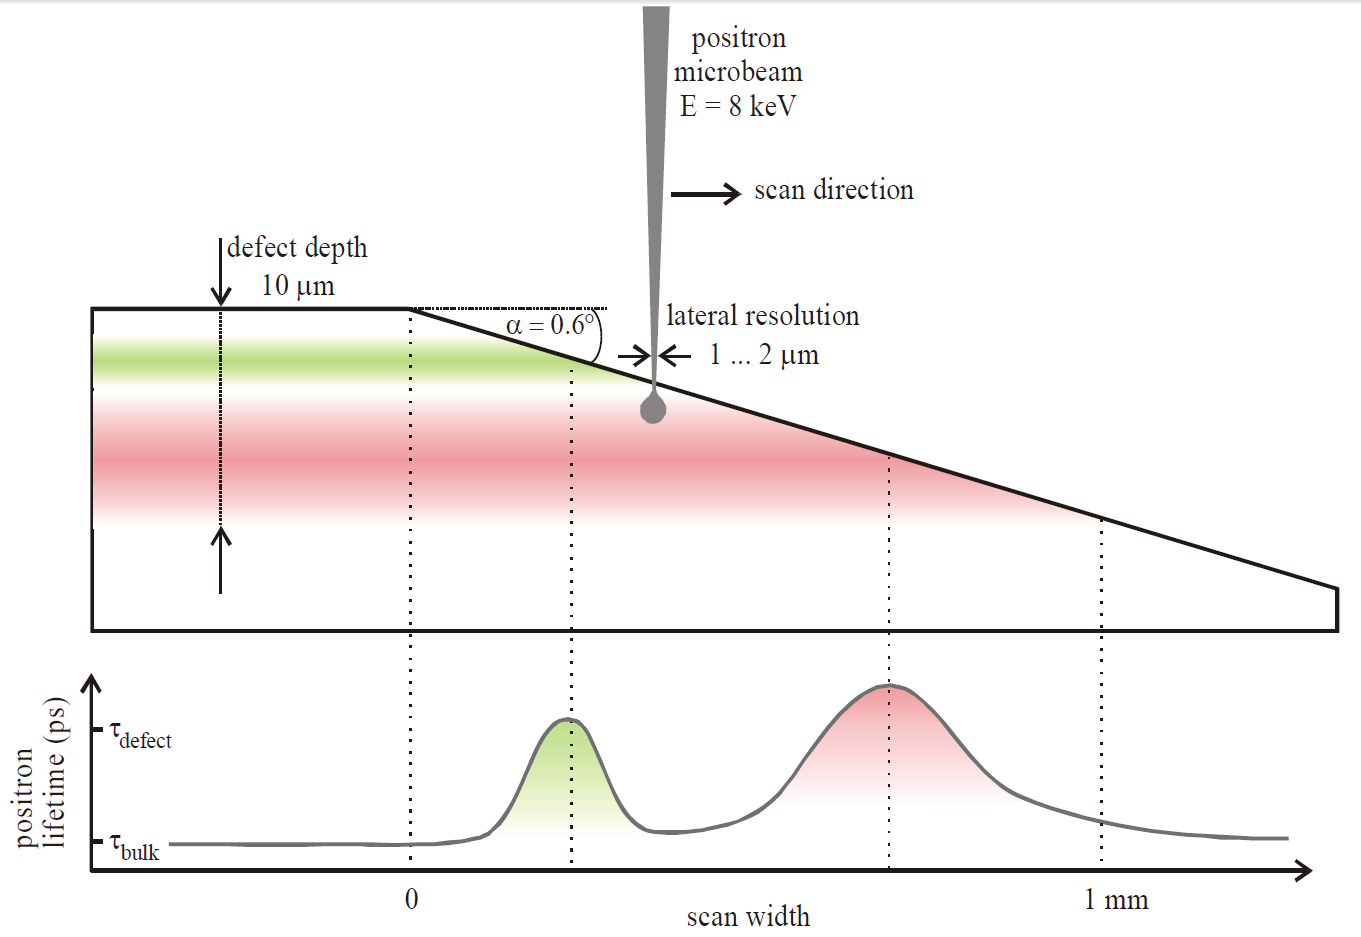 positron
microbeam
E = 8 keV
scan direction
defect depth
10 μm
α = 0.6°
lateral resolution
1 ... 2 μm
positron
lifetime (ps)
τdefect
τbulk
0
scan width
1 mm